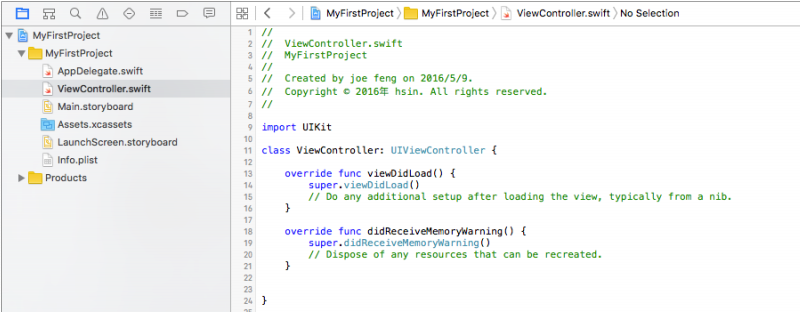 MyFirstProject
MyFirstProject
AppDelegate.swift
ViewController.swift
Main.storyboard
Assets.xcassets
LaunchScreen.storyboard
Info.plist
Products
MyFirstProject MyFirstProject ViewController.swift No Selection
1 //
2 //  ViewController.swift
3 //  MyFirstProject
4 //
5 //  Created by joe feng on 2016/5/9.
6 //  Copyright © 2016年 hsin. All rights reserved.
7 //
8
9 import UIKit
10
11 class ViewController: UIViewController {
12
13     override func viewDidLoad() {
14         super.viewDidLoad()
15         // Do any additional setup after loading the view, typically from a nib.
16     }
17
18     override func didReceiveMemoryWarning() {
19         super.didReceiveMemoryWarning()
20         // Dispose of any resources that can be recreated.
21     }
22
23
24 }
25